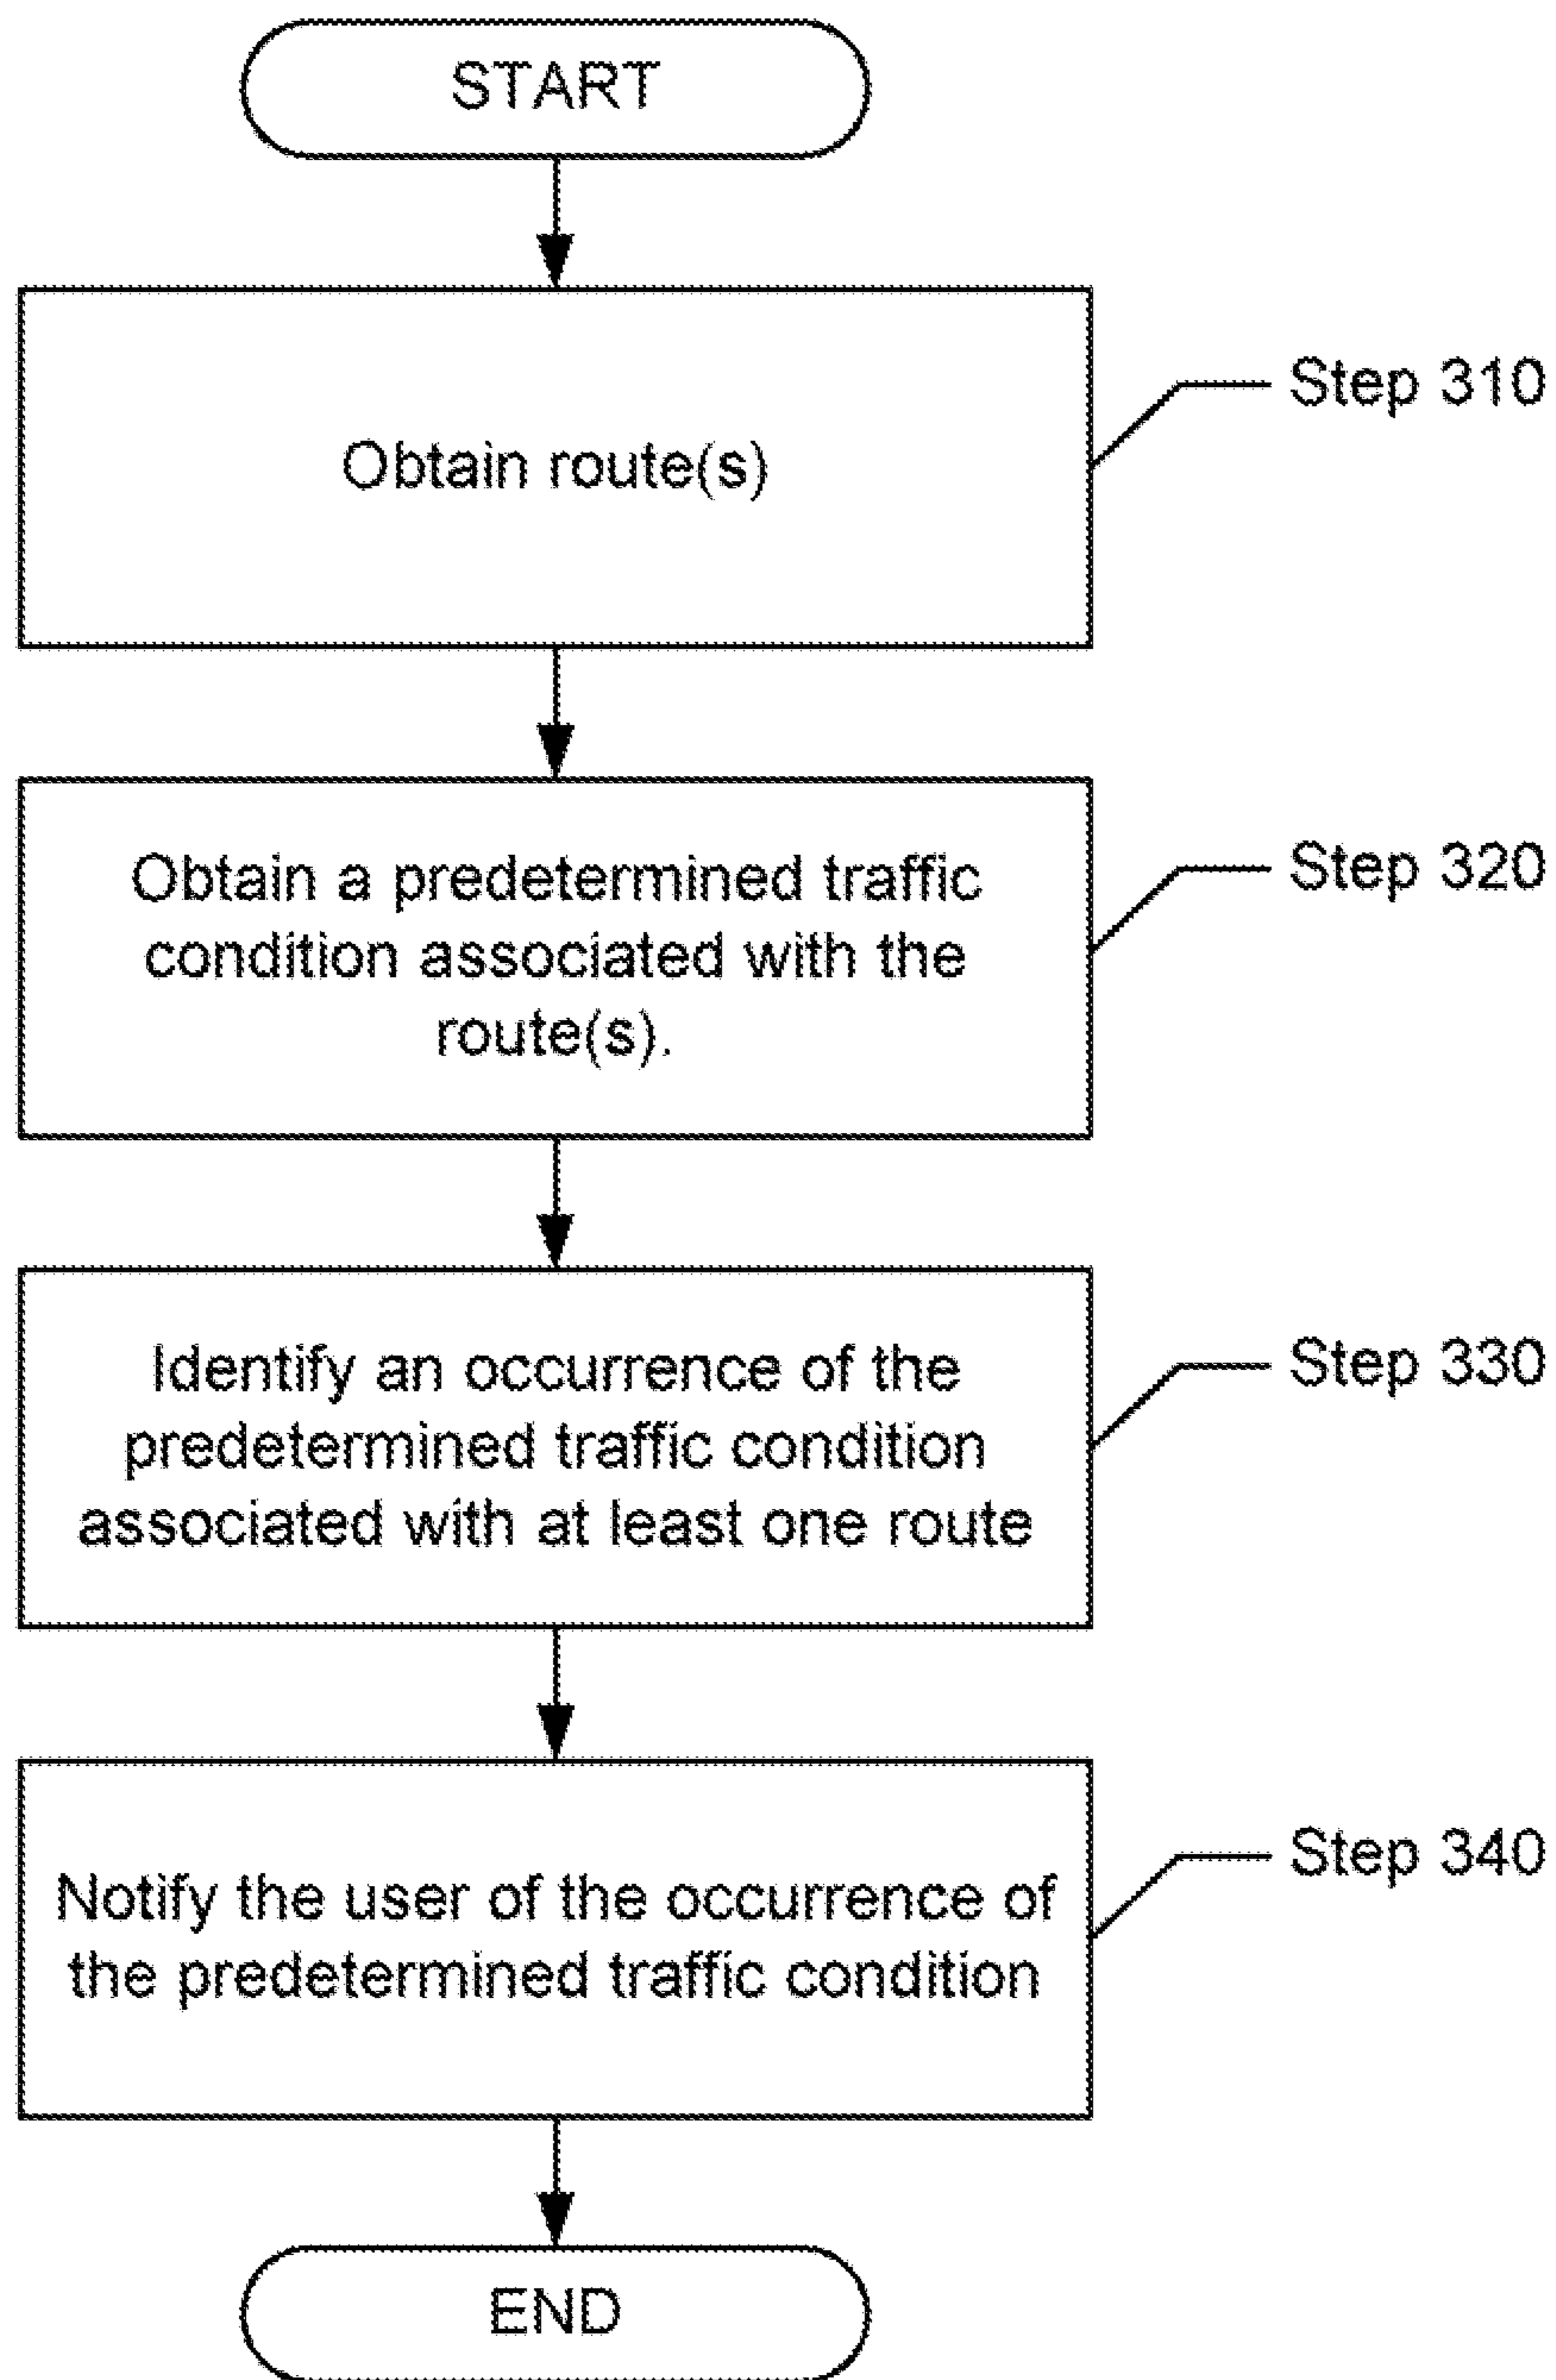 START
Obtain route(s)
Step 310
Obtain a predetermined traffic
condition associated with the
route(s).
Step 320
Identify an occurrence of the
predetermined traffic condition
associated with at least one route
Step 330
Notify the user of the occurrence of
the predetermined traffic condition
Step 340
END